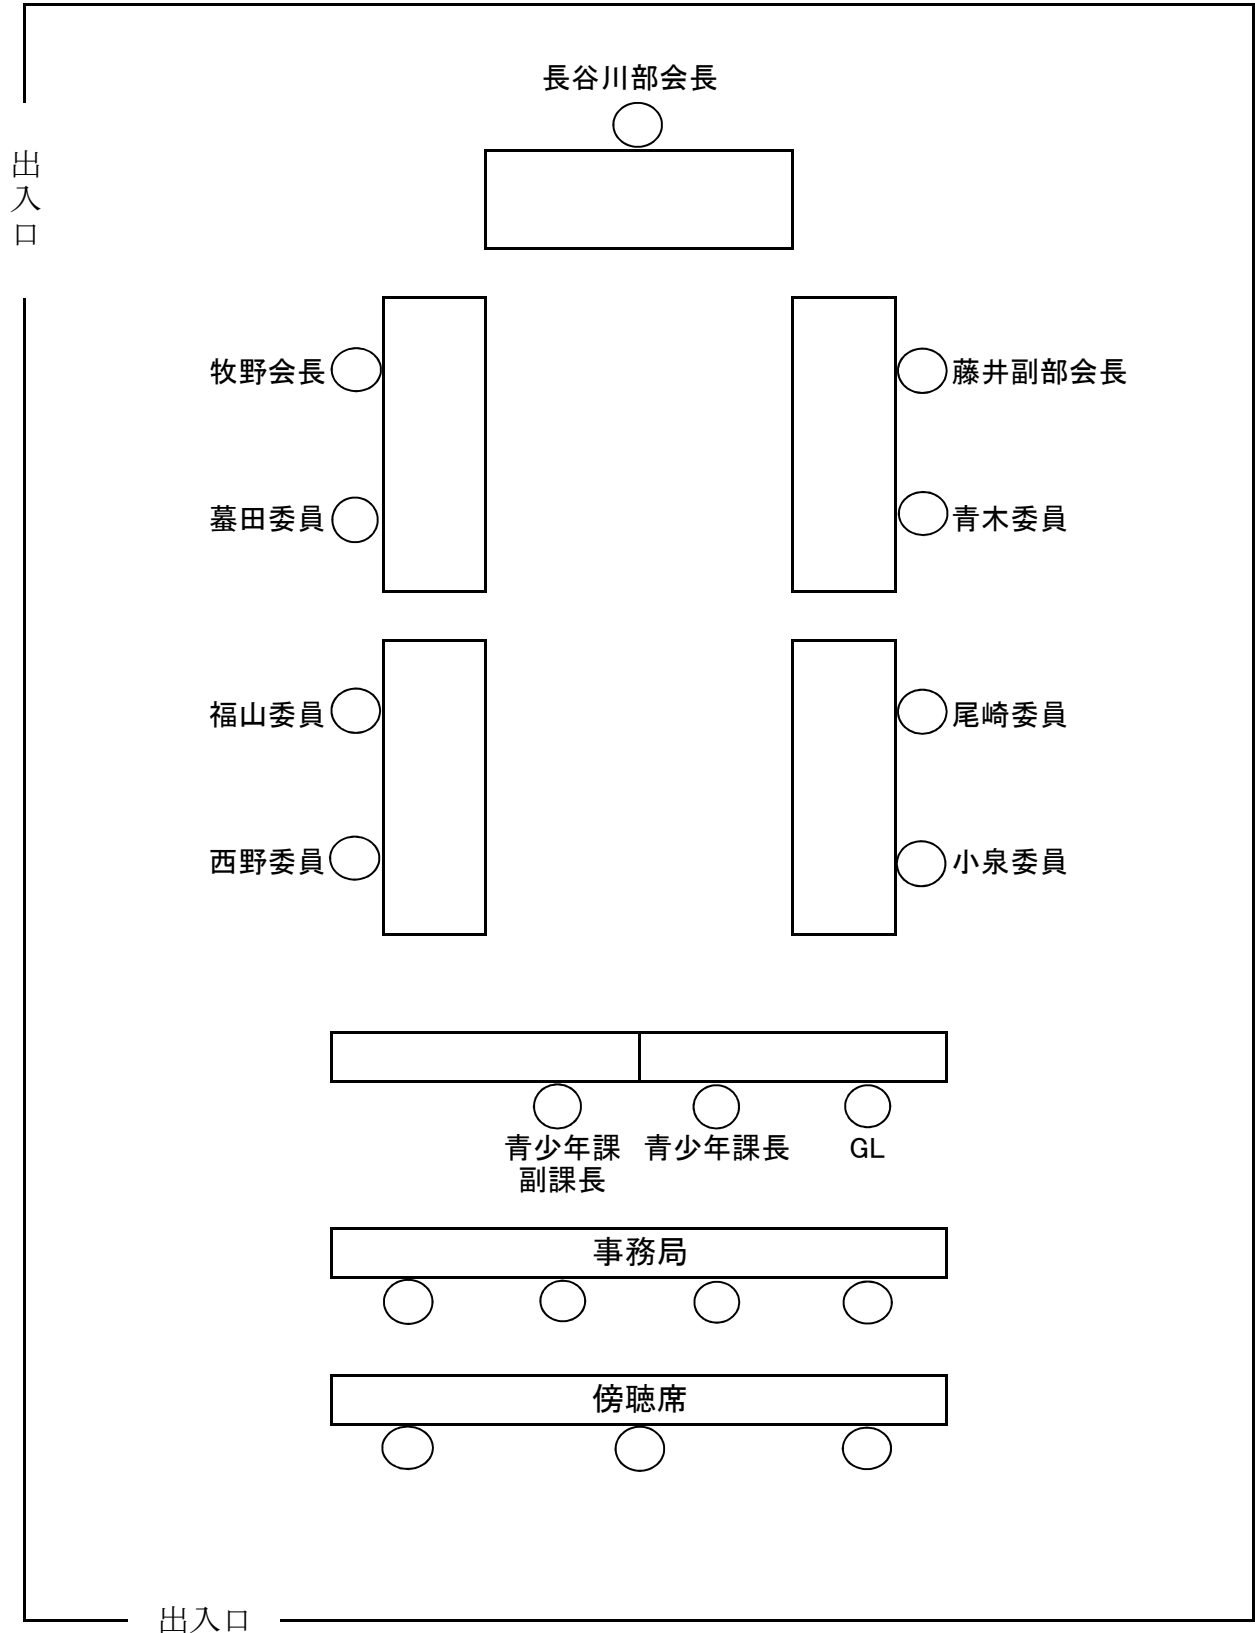 長谷川部会長
出入口
牧野会長
藤井副部会長
蟇田委員
青木委員
福山委員
尾崎委員
西野委員
小泉委員
青少年課
副課長
青少年課長
GL
事務局
傍聴席
出入口